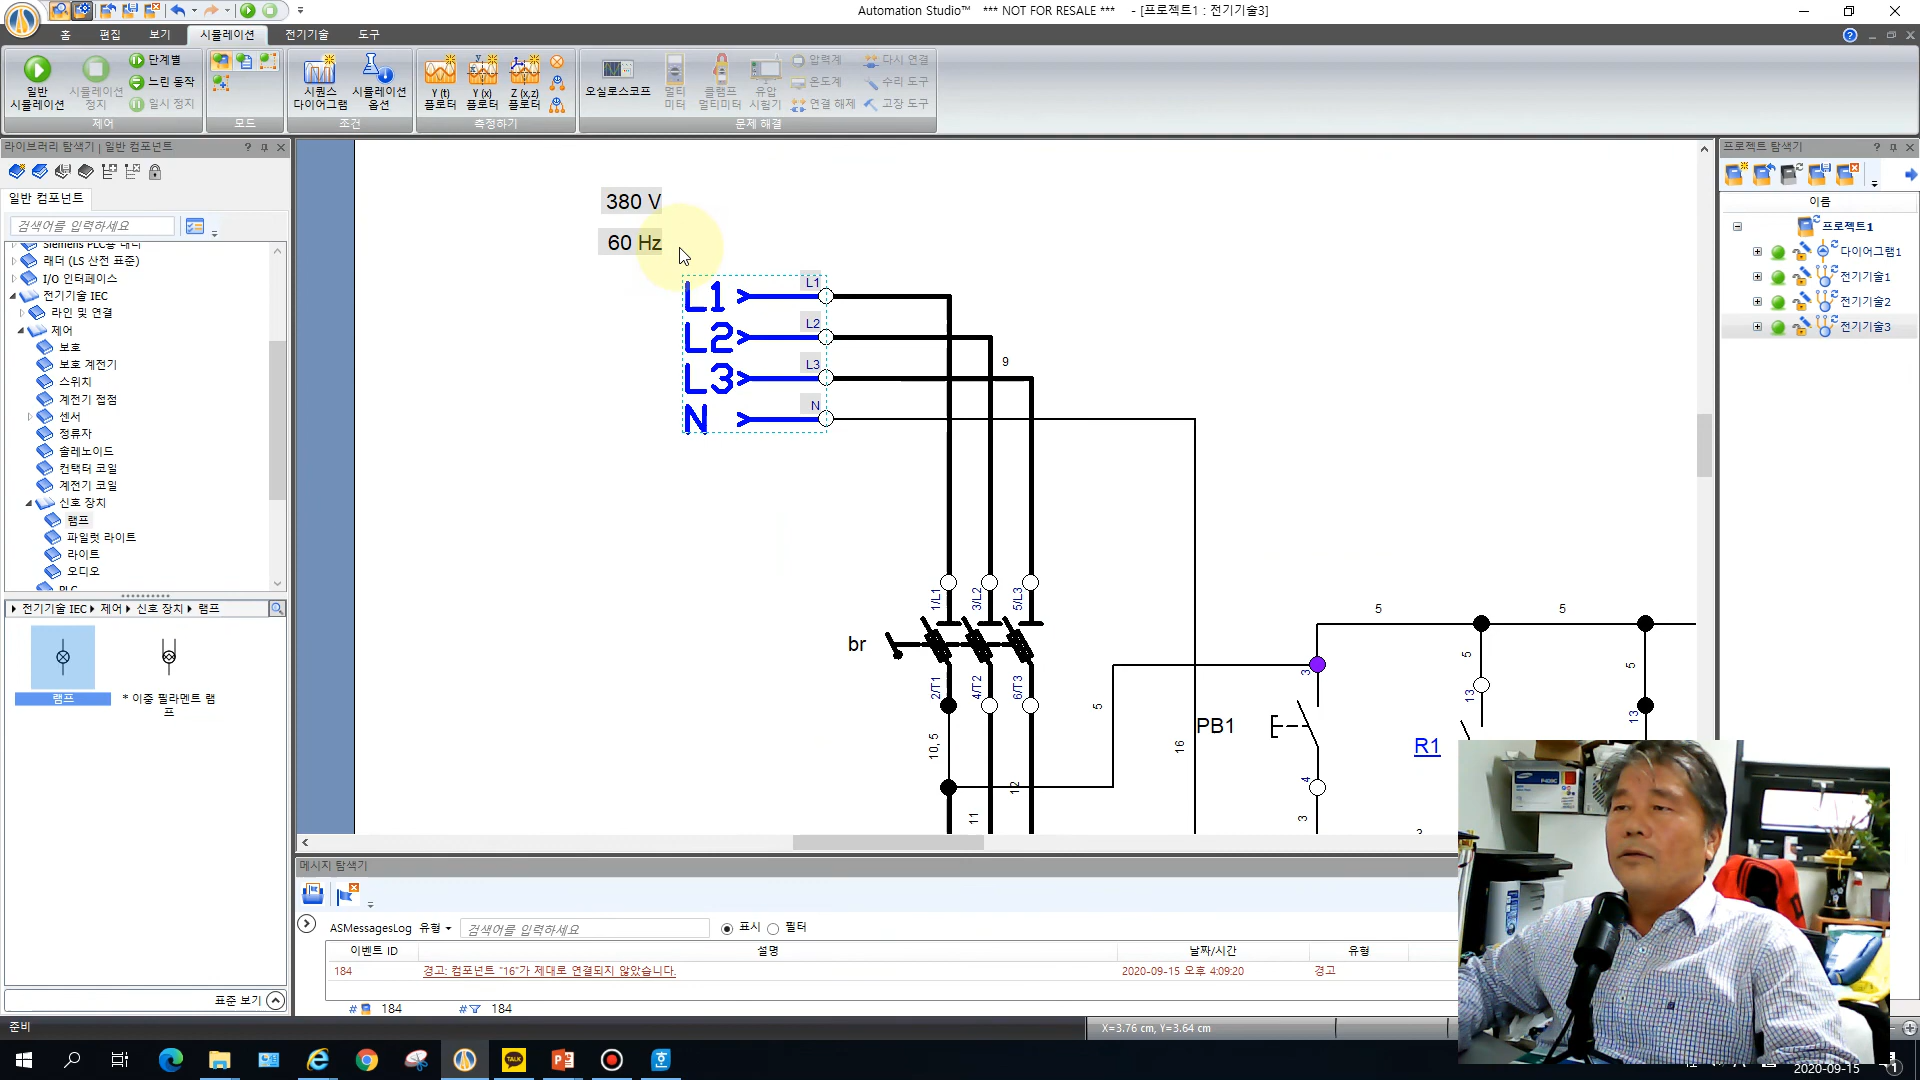 Automation Studio™ *** NOT FOR RESALE *** - [프로젝트1 : 전기기술3]
홈 편집 보기 시뮬레이션 전기기술 도구
일반 시뮬레이션
시뮬레이션 정지
단계별
느린 동작
일시 정지
시퀀스 다이어그램
시뮬레이션 옵션
Y (t) 플로터
Y (x) 플로터
Z (x,z) 플로터
오실로스코프
멀티 미터
클램프 멀티미터
유압 시험기
압력계
온도계
연결 해제
다시 연결
수리 도구
고장 도구
제어 모드 조건 측정하기 문제 해결
라이브러리 탐색기 | 일반 컴포넌트
일반 컴포넌트
검색어를 입력하세요
Siemens PLC용 래더
래더 (LS 산전 표준)
I/O 인터페이스
전기기술 IEC
라인 및 연결
제어
보호
보호 계전기
스위치
계전기 접점
센서
정류자
솔레노이드
컨택터 코일
계전기 코일
신호 장치
램프
파일럿 라이트
라이트
오디오
PLC
전기기술 IEC 제어 신호 장치 램프
램프
* 이중 필라멘트 램프
표준 보기
380 V
60 Hz
L1 L1
L2 L2
L3 L3
N N
9
1/L1 3/L2 5/L3
br
2/T1 4/T2 6/T3
10, 5
11
12
5
16
5 5
3
PB1
4
3
5
13
R1
5
13
프로젝트 탐색기
이름
프로젝트1
다이어그램1
전기기술1
전기기술2
전기기술3
메시지 탐색기
ASMessagesLog 유형 검색어를 입력하세요 표시 필터
이벤트 ID 설명 날짜/시간 유형
184 경고: 컴포넌트 "16"가 제대로 연결되지 않았습니다. 2020-09-15 오후 4:09:20 경고
# 184 # 184
준비
X=3.76 cm, Y=3.64 cm
TALK
2020-09-15
1